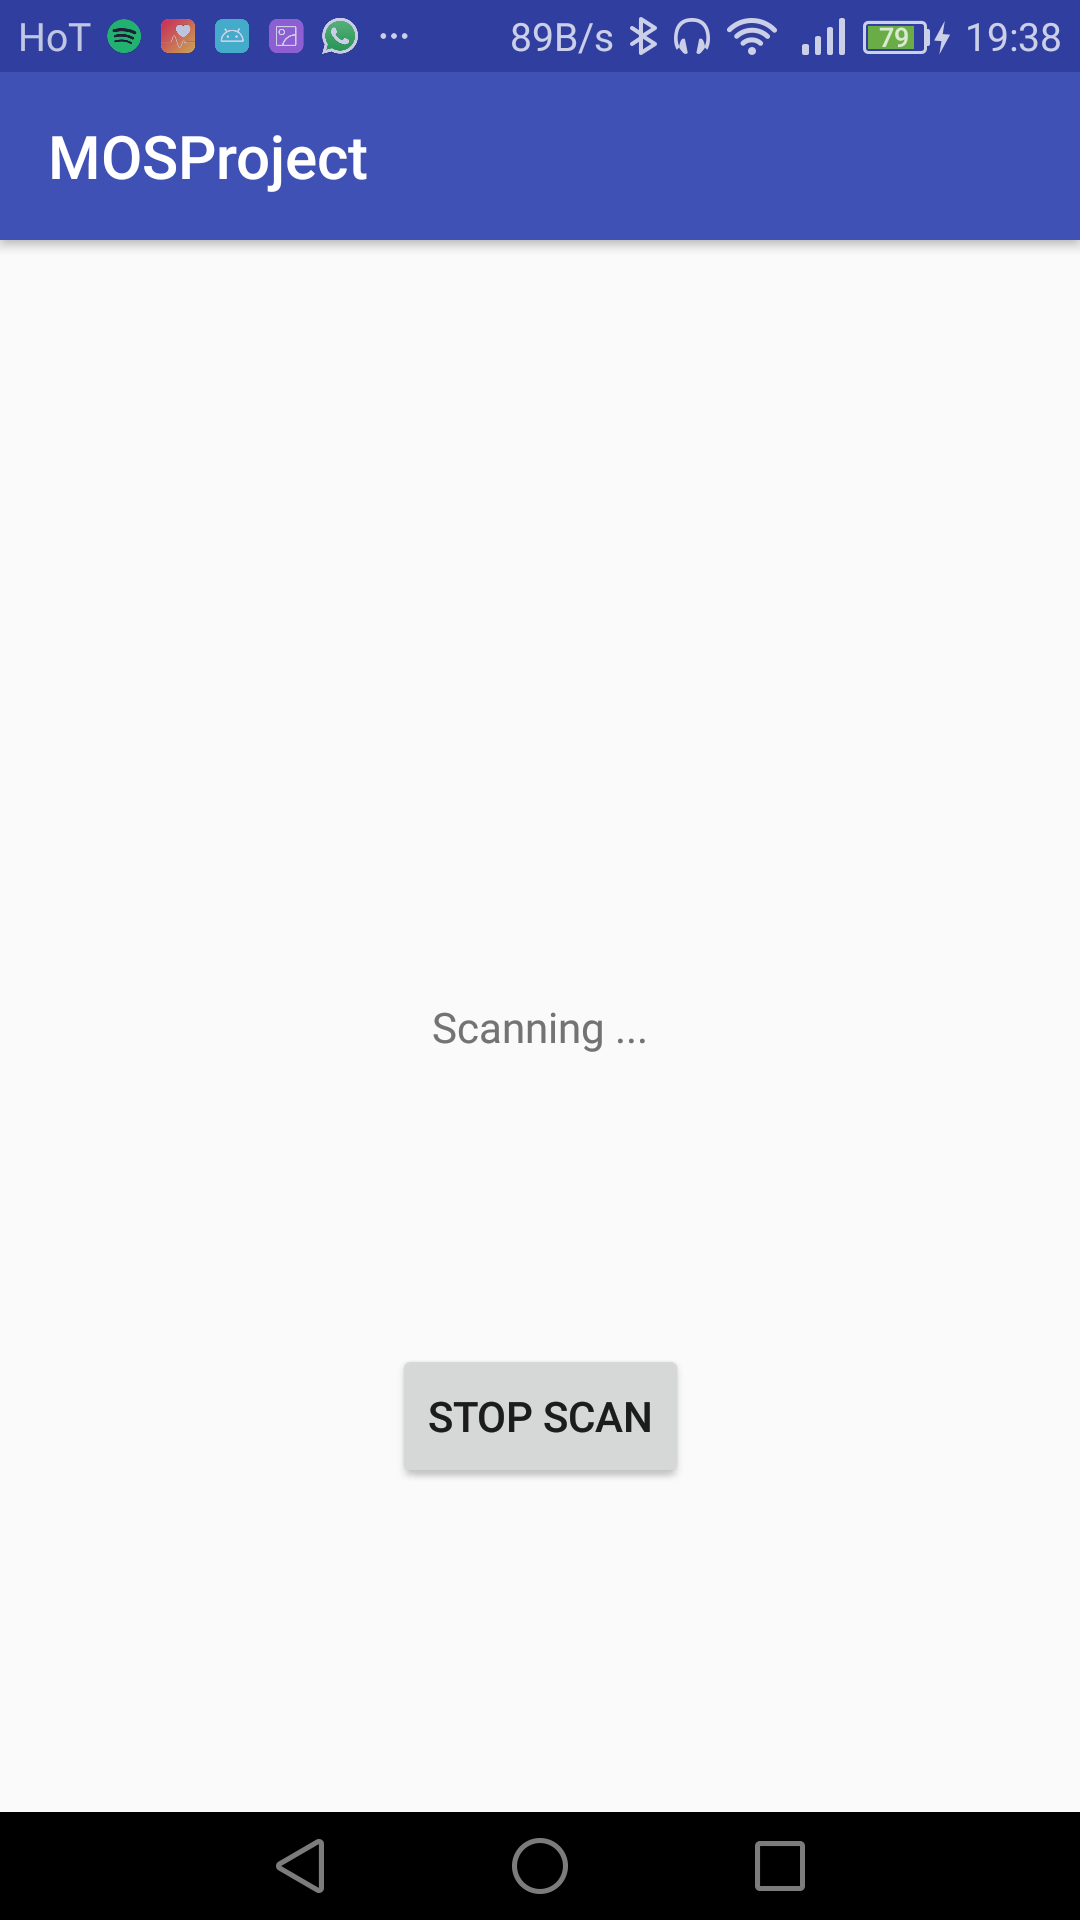 HoT 89B/s 79 19:38
MOSProject
Scanning ...
STOP SCAN